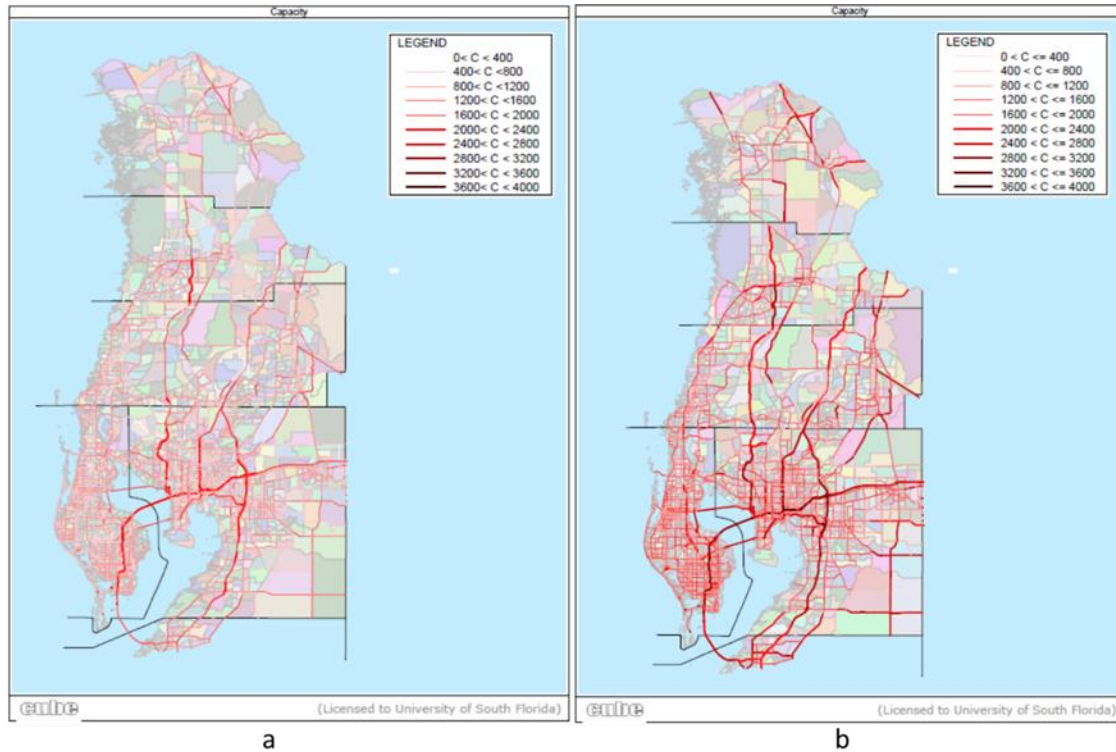 Capacity
LEGEND
0< C < 400
400< C <800
800< C <1200
1200< C <1600
1600< C < 2000
2000< C < 2400
2400< C < 2800
2800< C < 3200
3200< C < 3600
3600< C < 4000
cube
(Licensed to University of South Florida)
a
Capacity
LEGEND
0 < C <= 400
400 < C <= 800
800 < C <= 1200
1200 < C <= 1600
1600 < C <= 2000
2000 < C <= 2400
2400 < C <= 2800
2800 < C <= 3200
3200 < C <= 3600
3600 < C <= 4000
cube
(Licensed to University of South Florida)
b